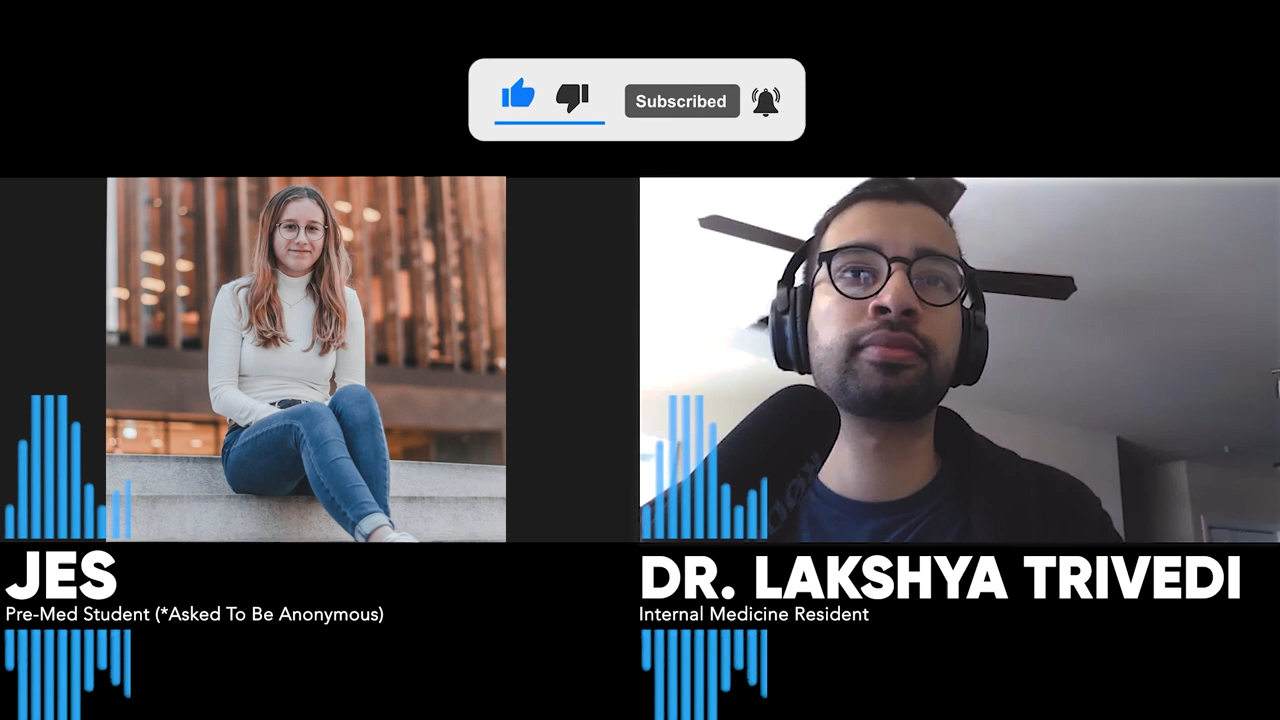 Subscribed
JES
Pre-Med Student (*Asked To Be Anonymous)
DR. LAKSHYA TRIVEDI
Internal Medicine Resident